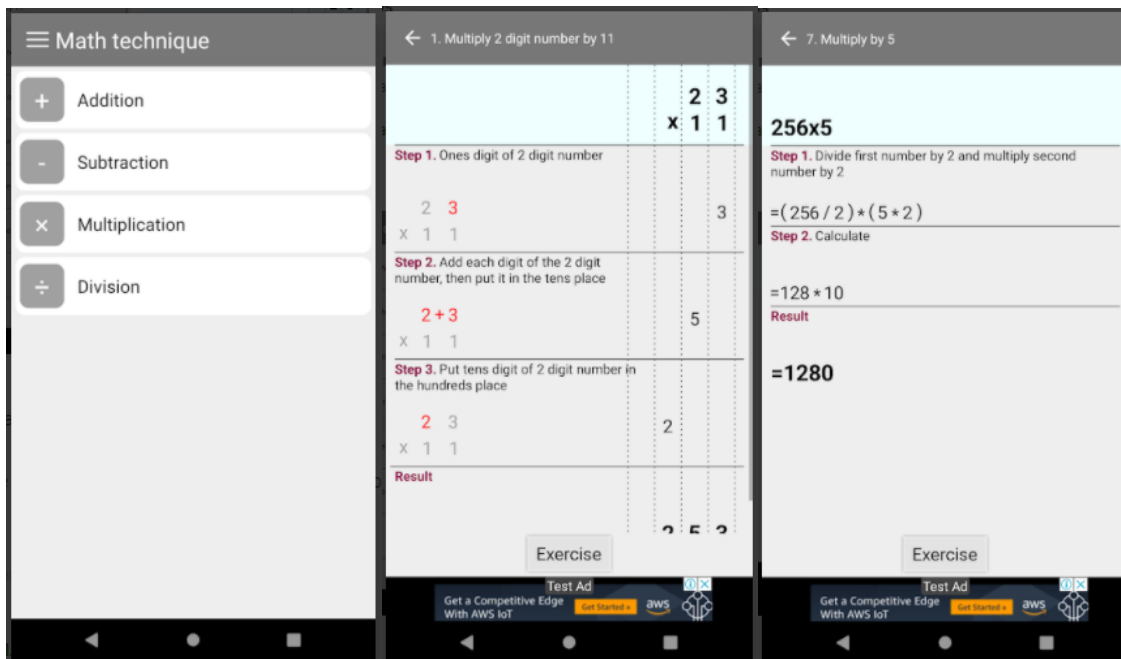 Math technique
+ Addition
- Subtraction
× Multiplication
÷ Division
1. Multiply 2 digit number by 11
2 3
x 1 1
Step 1. Ones digit of 2 digit number
2 3
3
x 1 1
Step 2. Add each digit of the 2 digit
number, then put it in the tens place
2+3
5
x 1 1
Step 3. Put tens digit of 2 digit number in
the hundreds place
2 3
2
x 1 1
Result
2 5 3
Exercise
Test Ad
Get a Competitive Edge
With AWS IoT
Get Started
aws
7. Multiply by 5
256x5
Step 1. Divide first number by 2 and multiply second
number by 2
=(256/2)*(5*2)
Step 2. Calculate
=128*10
Result
=1280
Exercise
Test Ad
Get a Competitive Edge
With AWS IoT
Get Started
aws